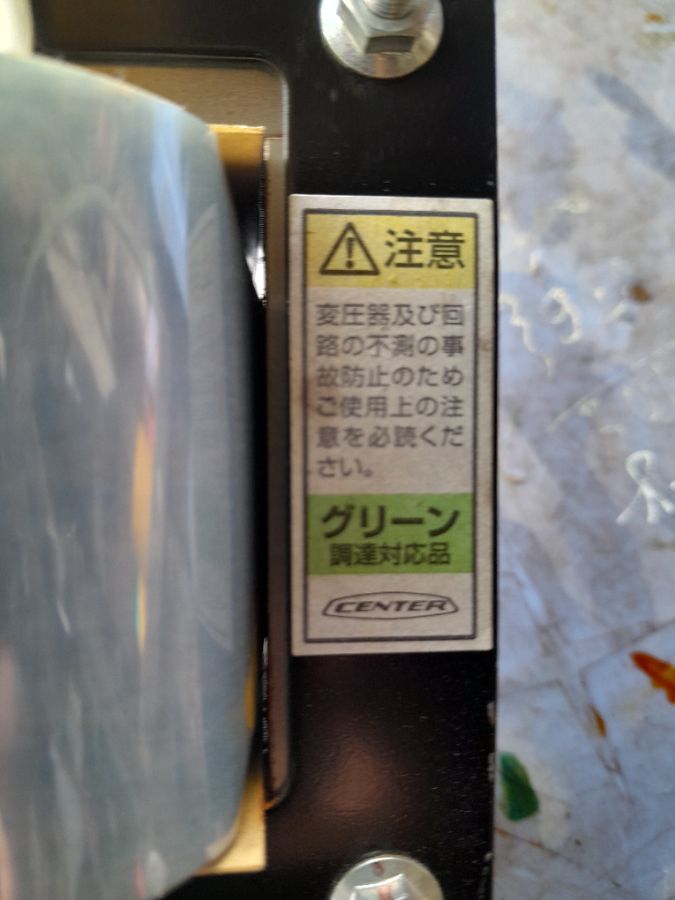 注意
変圧器及び回
路の不測の事
故防止のため
ご使用上の注
意を必読くだ
さい。
グリーン
調達対応品
CENTER